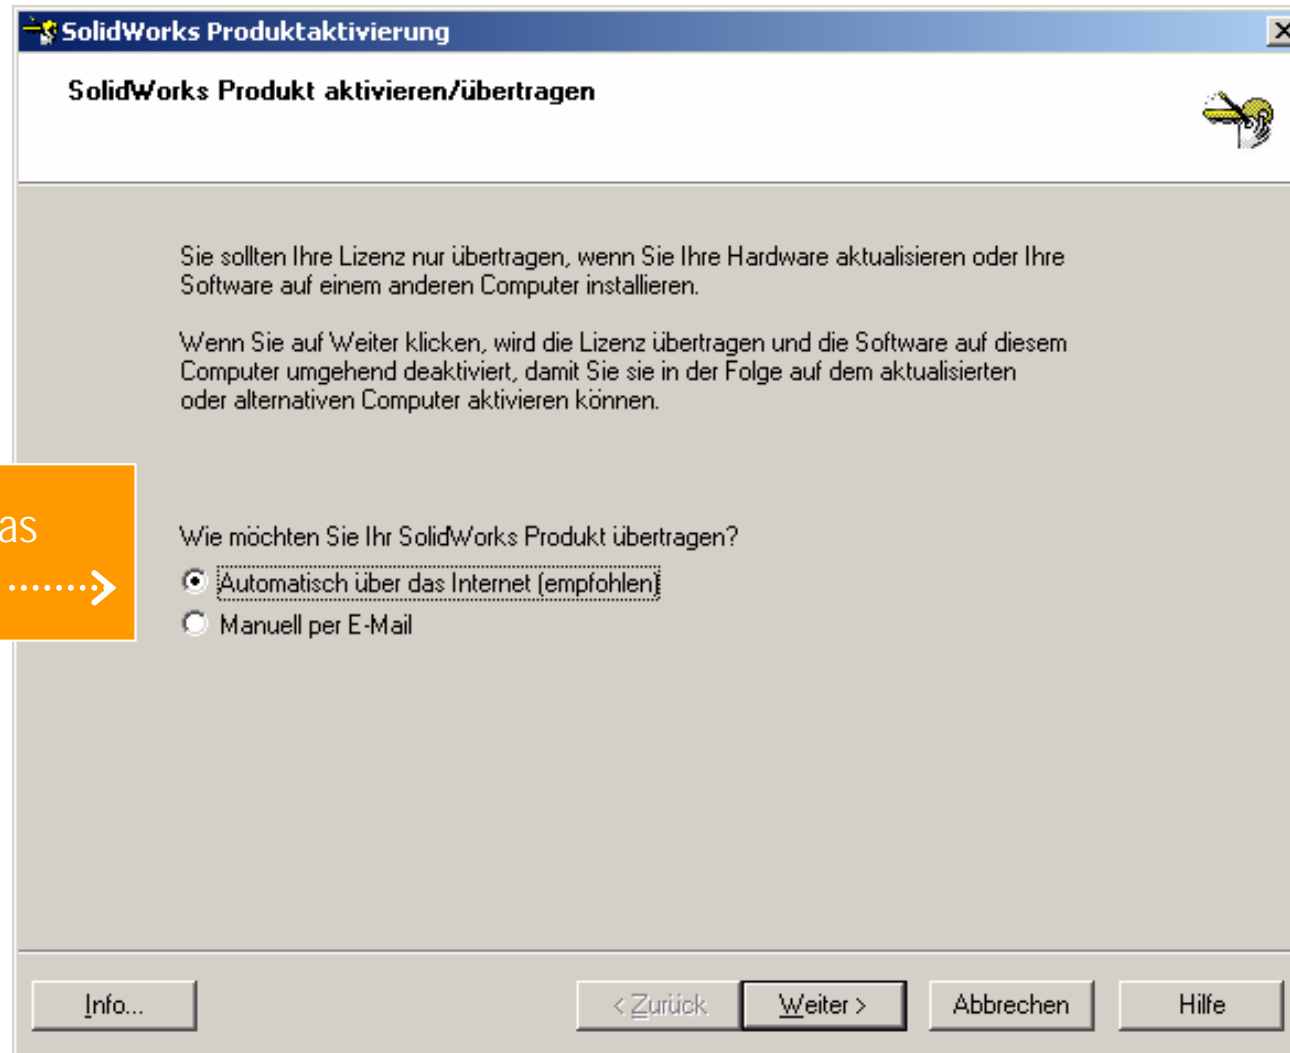 SolidWorks Produktaktivierung
SolidWorks Produkt aktivieren/übertragen
Sie sollten Ihre Lizenz nur übertragen, wenn Sie Ihre Hardware aktualisieren oder Ihre
Software auf einem anderen Computer installieren.
Wenn Sie auf Weiter klicken, wird die Lizenz übertragen und die Software auf diesem
Computer umgehend deaktiviert, damit Sie sie in der Folge auf dem aktualisierten
oder alternativen Computer aktivieren können.
as
Wie möchten Sie Ihr SolidWorks Produkt übertragen?
Automatisch über das Internet (empfohlen)
Manuell per E-Mail
Info...
< Zurück
Weiter >
Abbrechen
Hilfe